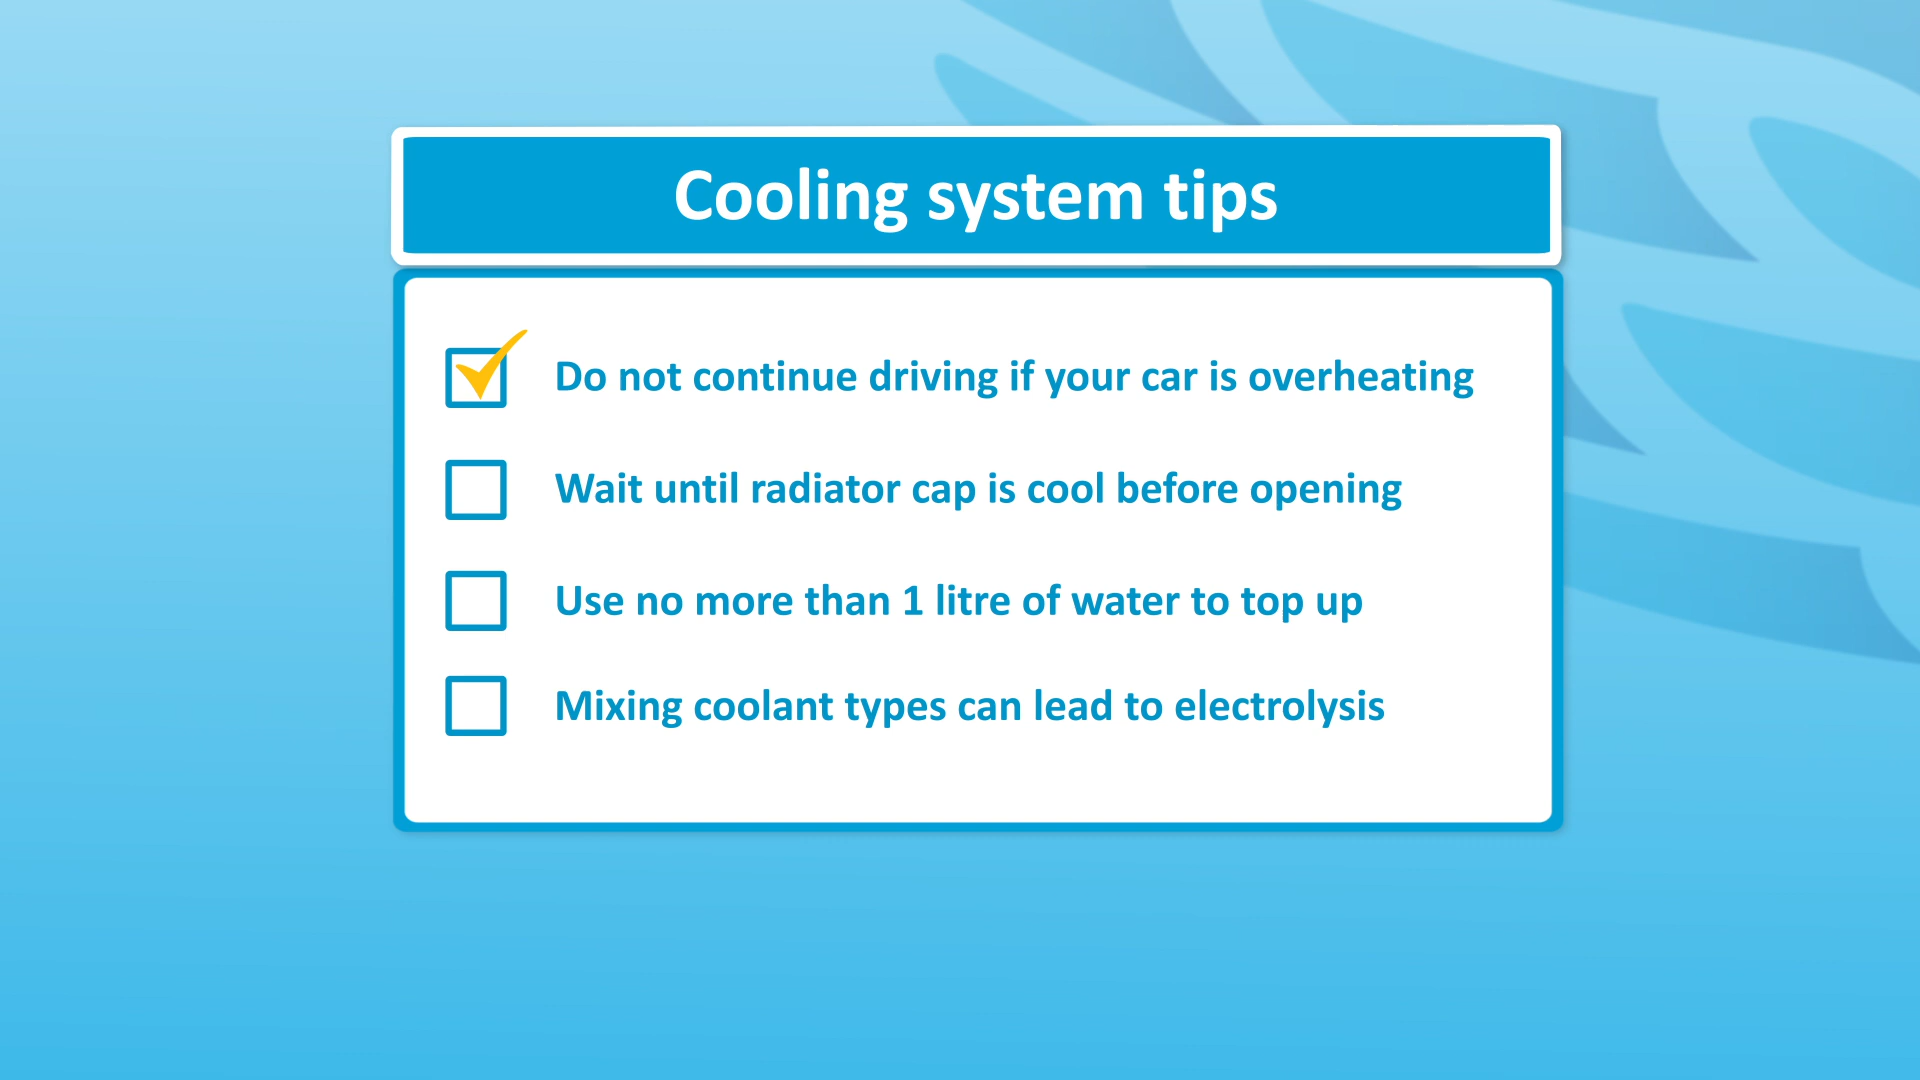 Cooling system tips
Do not continue driving if your car is overheating
Wait until radiator cap is cool before opening
Use no more than 1 litre of water to top up
Mixing coolant types can lead to electrolysis